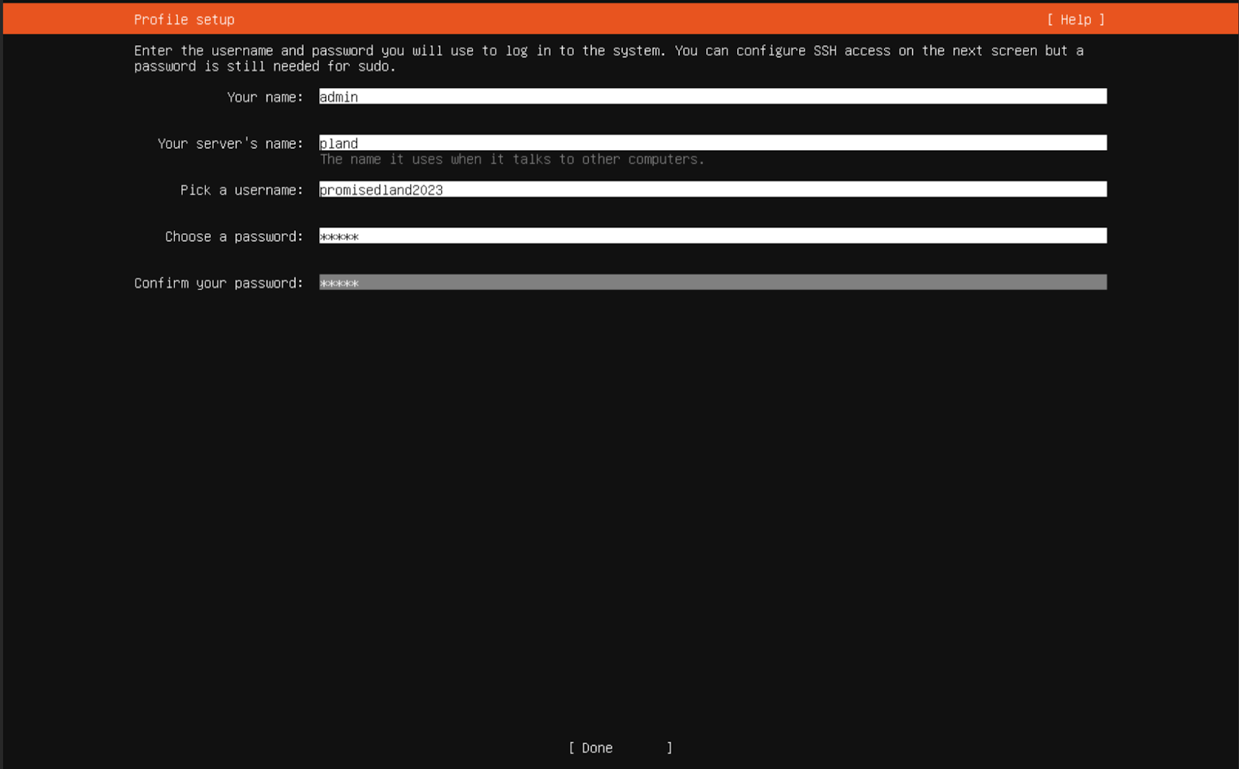 Profile setup [ Help ]
Enter the username and password you will use to log in to the system. You can configure SSH access on the next screen but a
password is still needed for sudo.
Your name: admin
Your server's name: pland
The name it uses when it talks to other computers.
Pick a username: promisedland2023
Choose a password: *****
Confirm your password: *****
[ Done ]